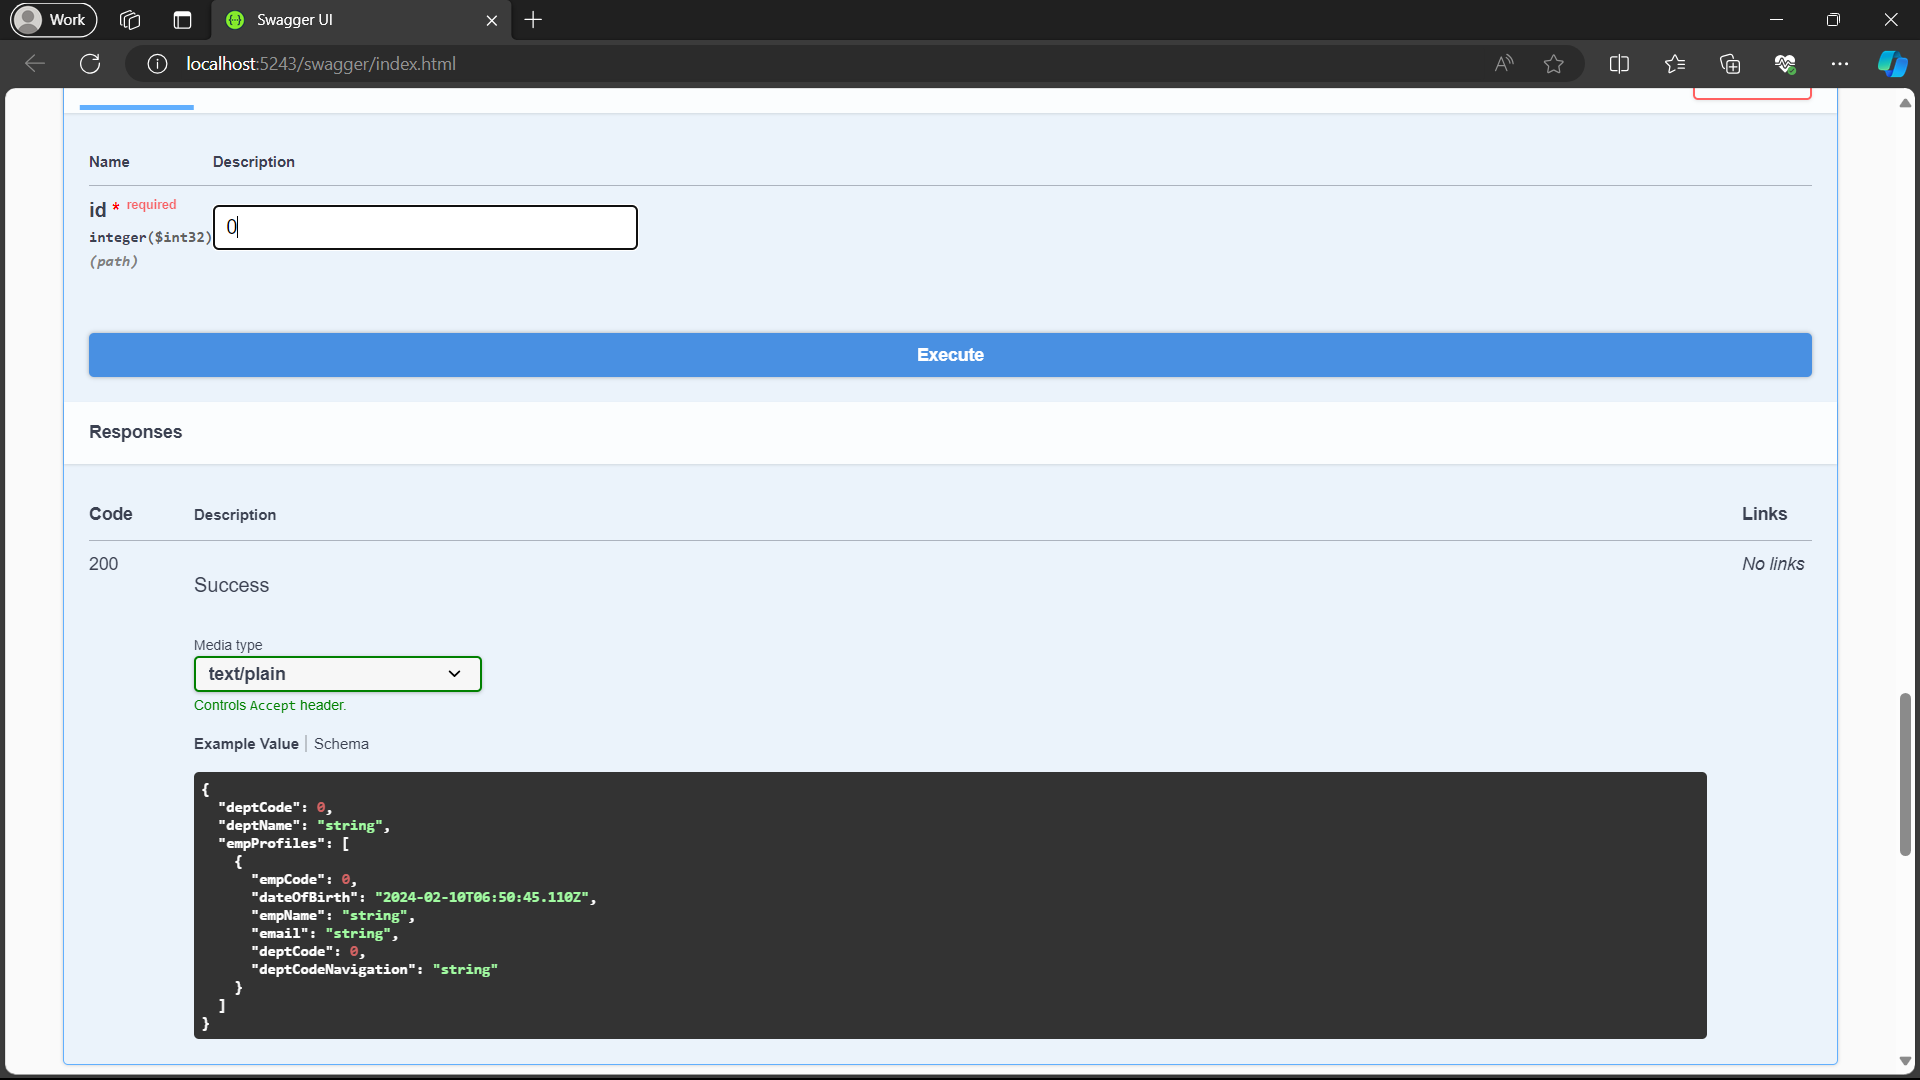 Work
Swagger UI
localhost:5243/swagger/index.html
Name Description
id * required
integer($int32)
(path)
0
Execute
Responses
Code Description Links
200 No links
Success
Media type
text/plain
Controls Accept header.
Example Value Schema
{
  "deptCode": 0,
  "deptName": "string",
  "empProfiles": [
    {
      "empCode": 0,
      "dateOfBirth": "2024-02-10T06:50:45.110Z",
      "empName": "string",
      "email": "string",
      "deptCode": 0,
      "deptCodeNavigation": "string"
    }
  ]
}